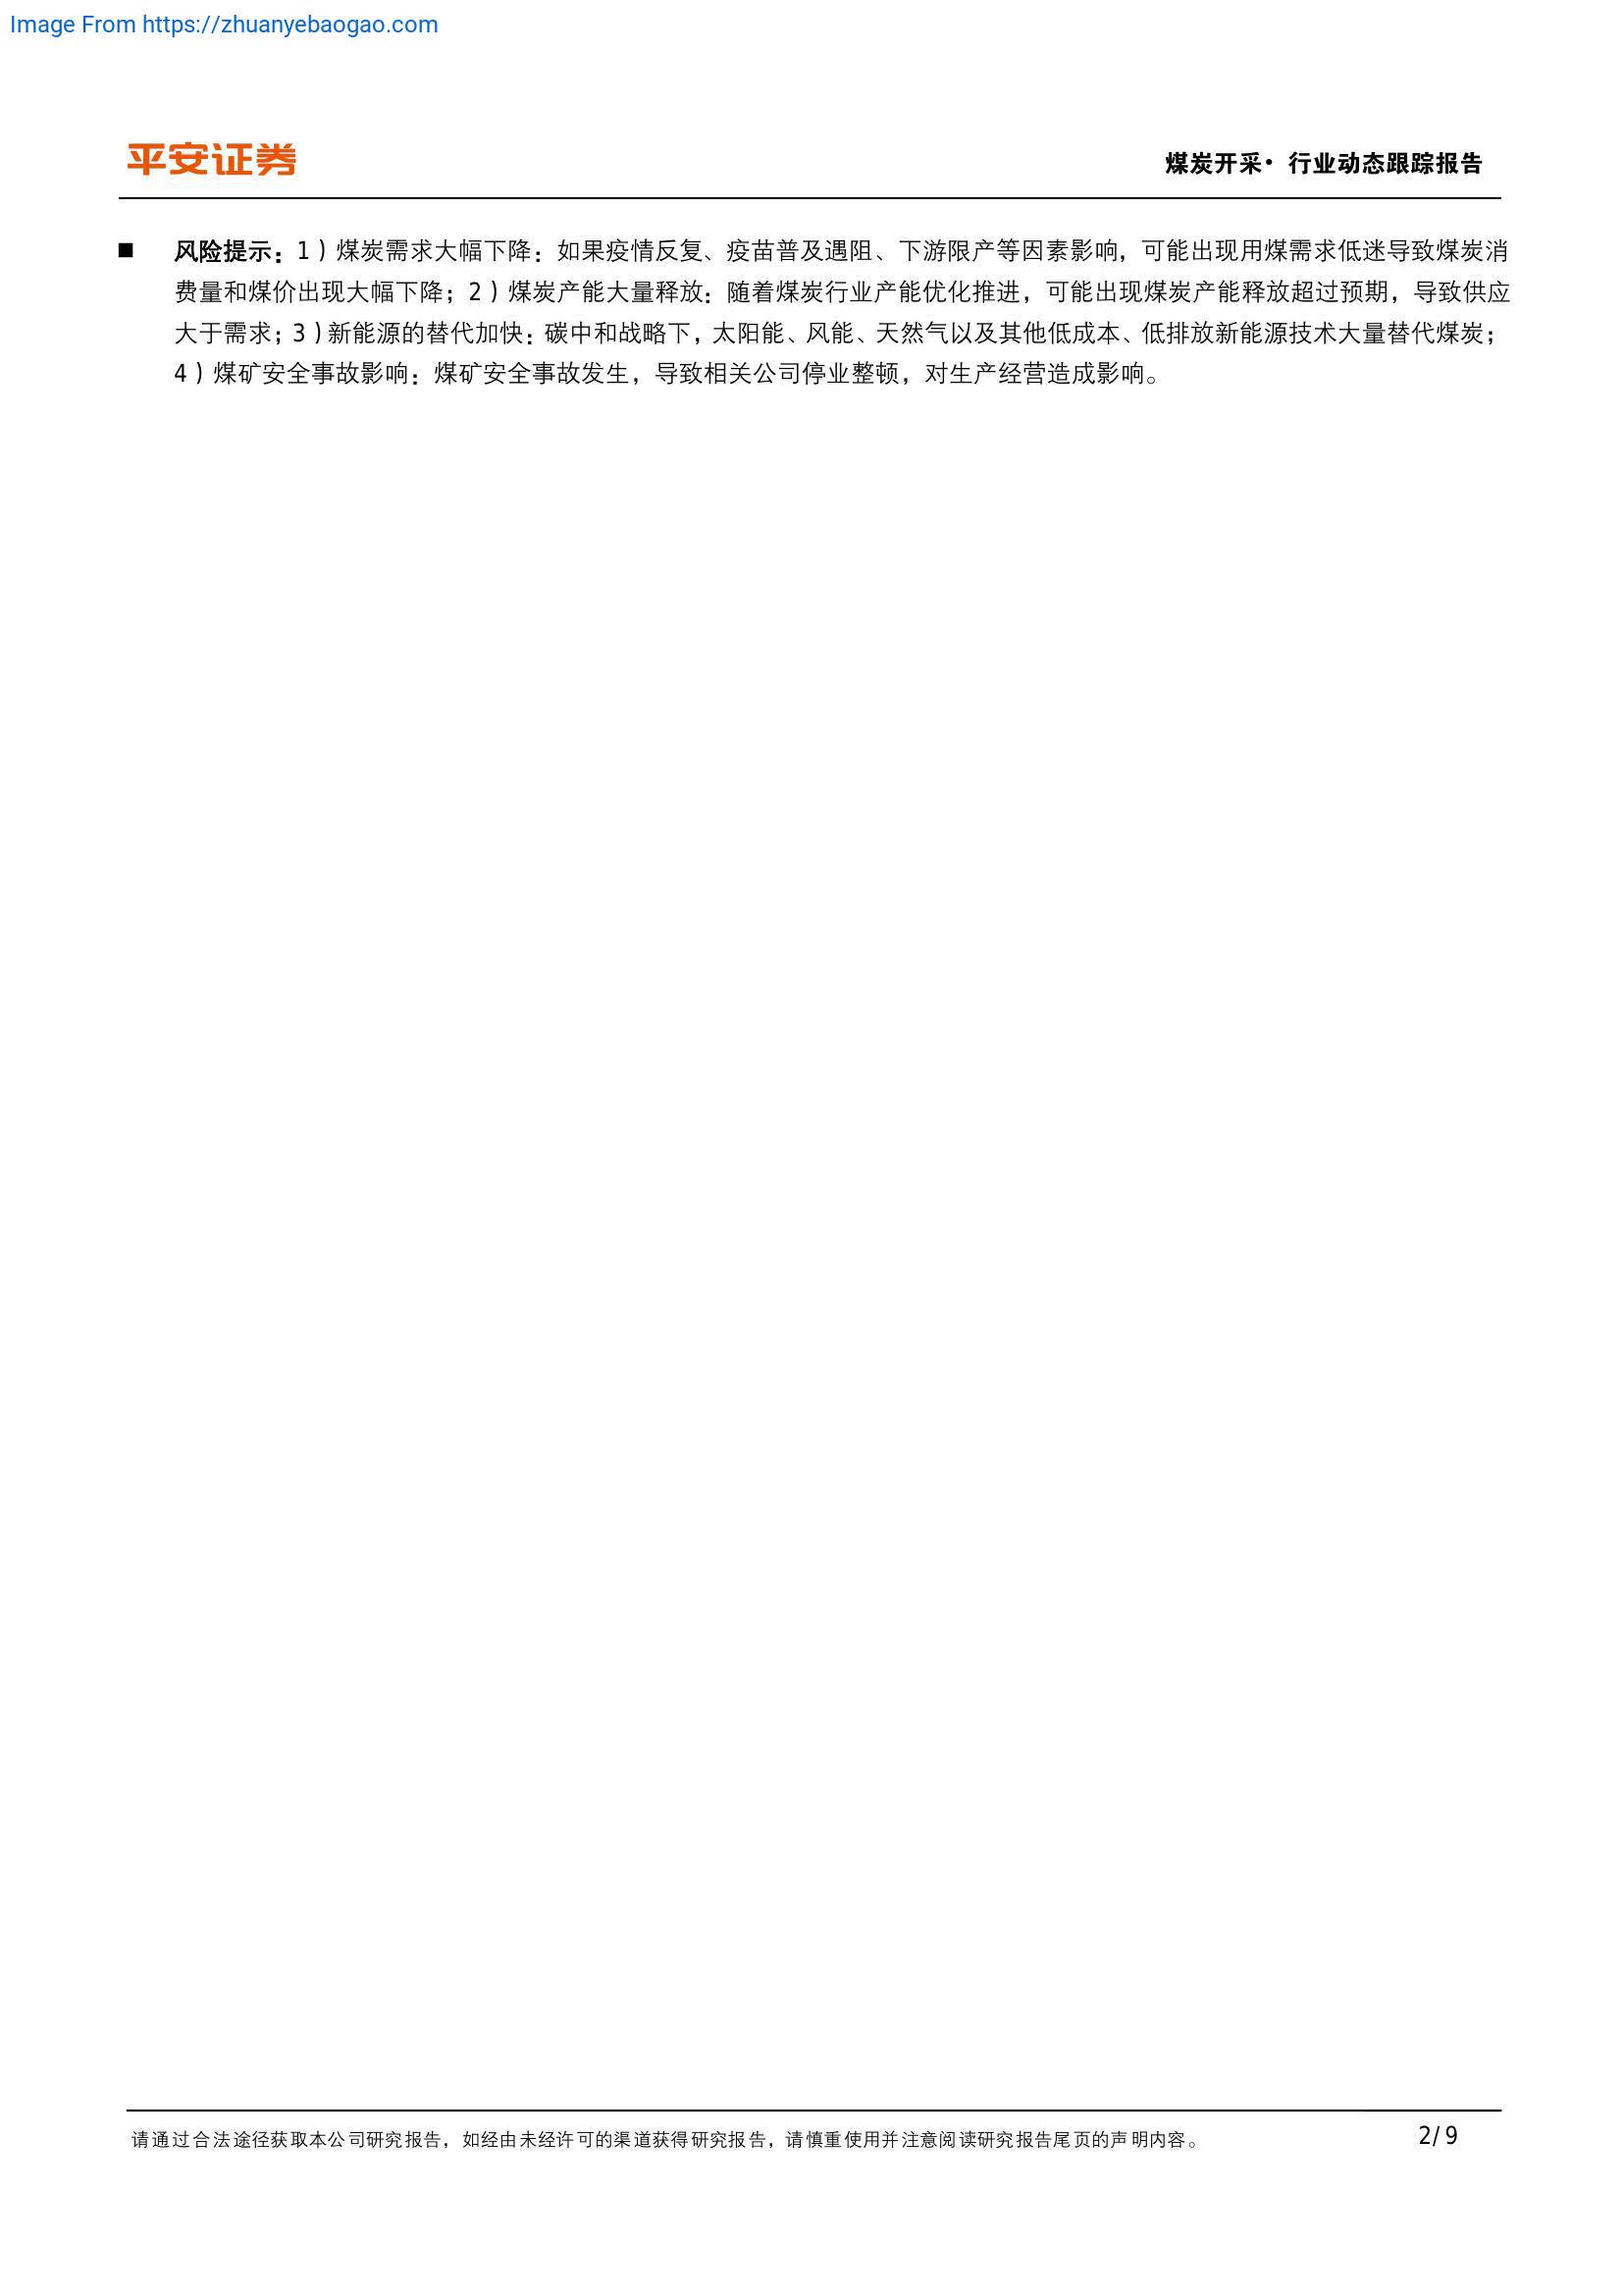 Image From https://zhuanyebaogao.com
平安证券
煤炭开采· 行业动态跟踪报告
■ 风险提示：1）煤炭需求大幅下降：如果疫情反复、疫苗普及遇阻、下游限产等因素影响，可能出现用煤需求低迷导致煤炭消
费量和煤价出现大幅下降；2）煤炭产能大量释放：随着煤炭行业产能优化推进，可能出现煤炭产能释放超过预期，导致供应
大于需求；3）新能源的替代加快：碳中和战略下，太阳能、风能、天然气以及其他低成本、低排放新能源技术大量替代煤炭；
4）煤矿安全事故影响：煤矿安全事故发生，导致相关公司停业整顿，对生产经营造成影响。
请通过合法途径获取本公司研究报告，如经由未经许可的渠道获得研究报告，请慎重使用并注意阅读研究报告尾页的声明内容。
2/ 9